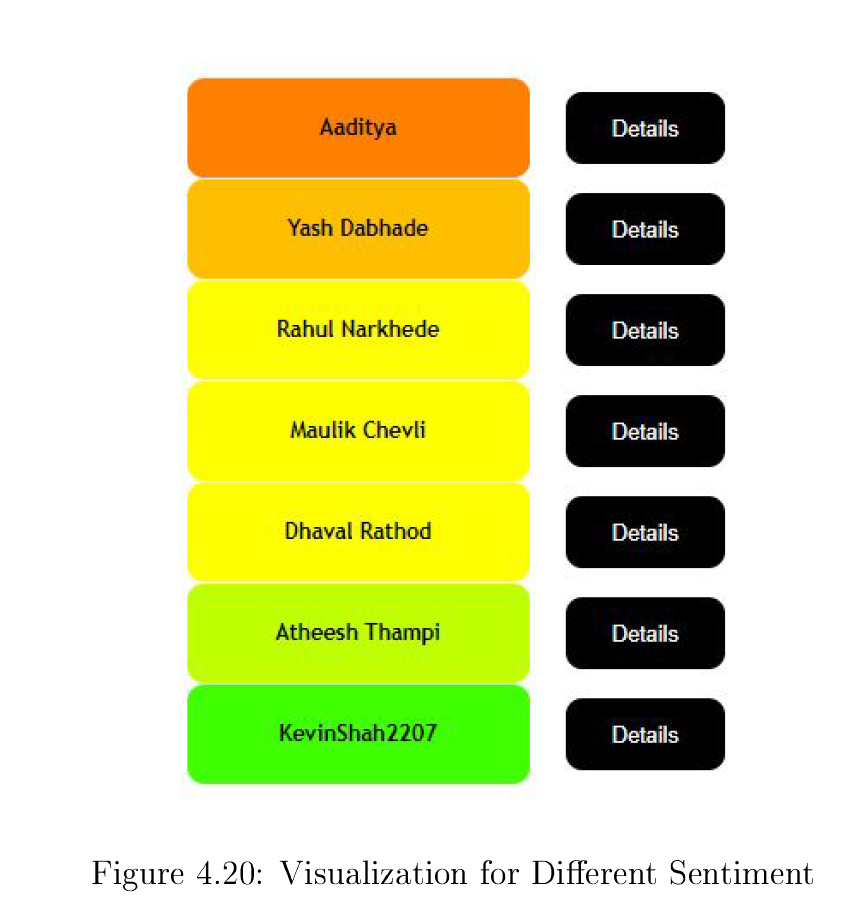 Aaditya Details
Yash Dabhade Details
Rahul Narkhede Details
Maulik Chevli Details
Dhaval Rathod Details
Atheesh Thampi Details
KevinShah2207 Details
Figure 4.20: Visualization for Different Sentiment